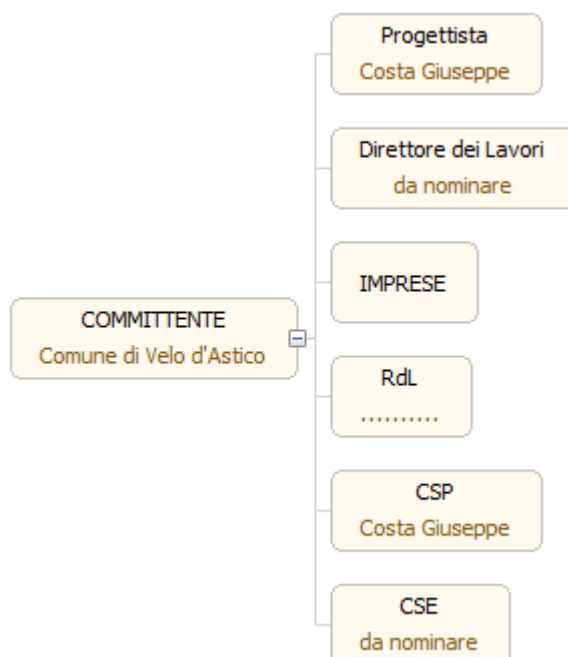 Progettista
Costa Giuseppe
Direttore dei Lavori
da nominare
IMPRESE
COMMITTENTE
Comune di Velo d'Astico
RdL
..........
CSP
Costa Giuseppe
CSE
da nominare